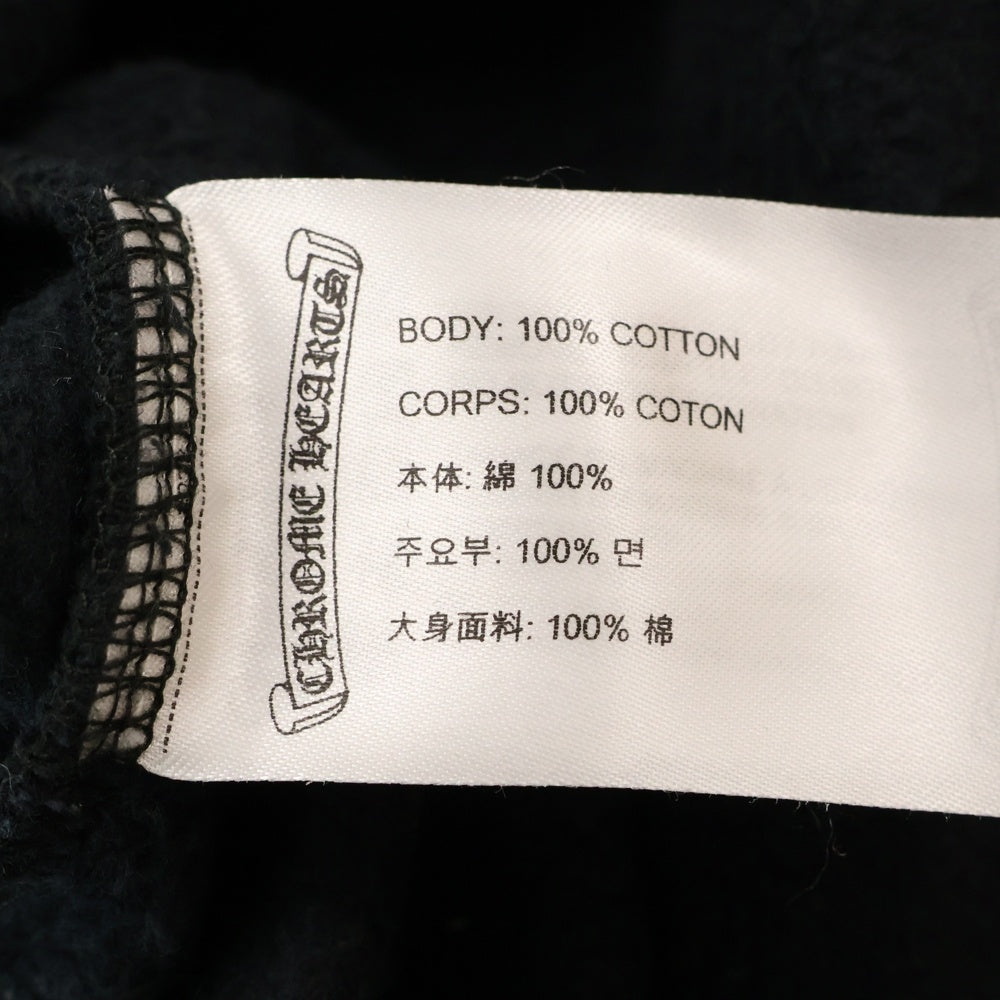 CHROME HEARTS
BODY: 100% COTTON
CORPS: 100% COTON
本体: 綿 100%
주요부: 100% 면
大身面料: 100% 棉